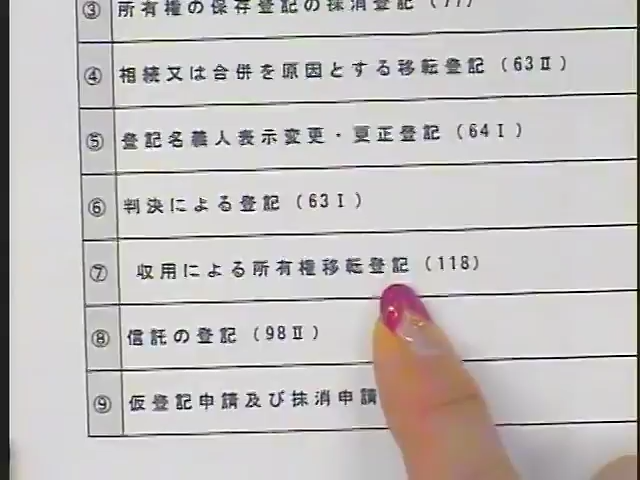 ③ 所有権の保存登記の抹消登記（77）
④ 相続又は合併を原因とする移転登記（63Ⅱ）
⑤ 登記名義人表示変更・更正登記（64Ⅰ）
⑥ 判決による登記（63Ⅰ）
⑦ 収用による所有権移転登記（118）
⑧ 信託の登記（98Ⅱ）
⑨ 仮登記申請及び抹消申請